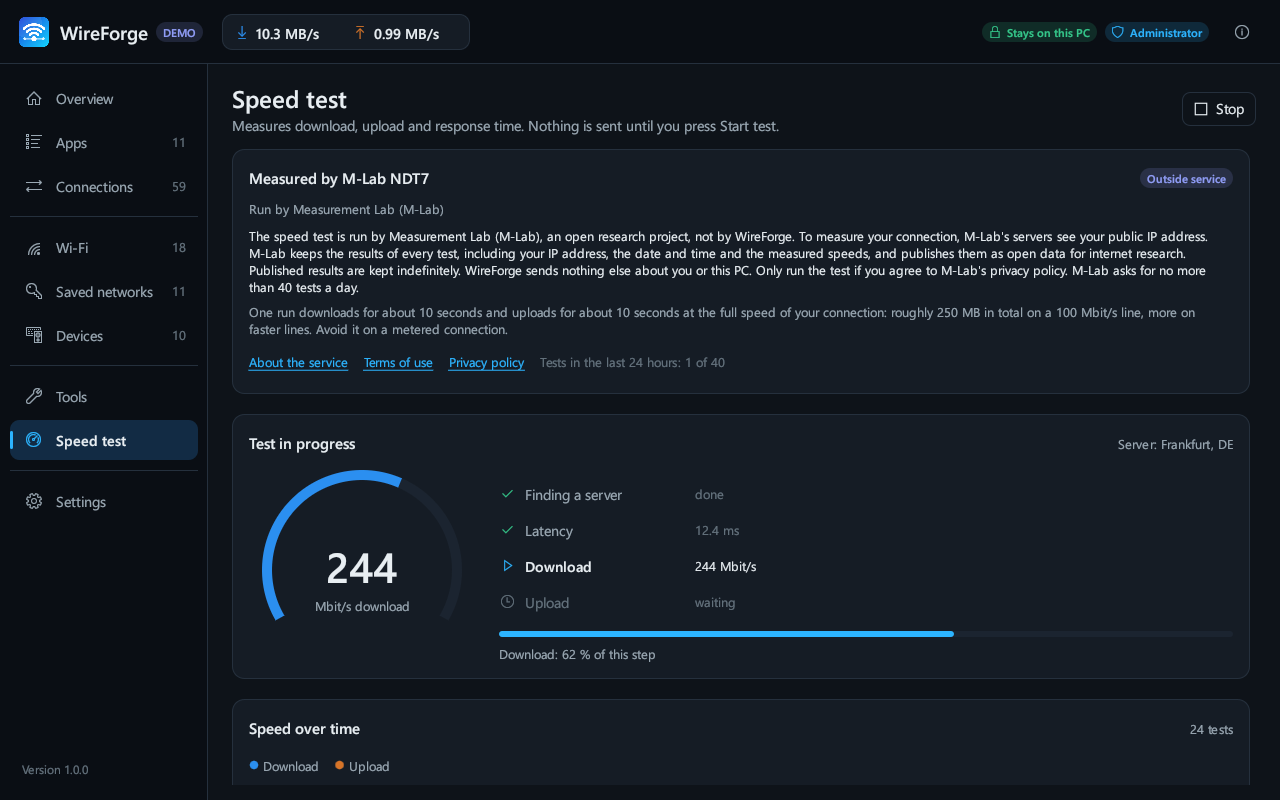 WireForge DEMO 10.3 MB/s 0.99 MB/s Stays on this PC Administrator
Overview
Apps 11
Connections 59
Wi-Fi 18
Saved networks 11
Devices 10
Tools
Speed test
Settings
Version 1.0.0
Speed test
Stop
Measures download, upload and response time. Nothing is sent until you press Start test.
Measured by M-Lab NDT7 Outside service
Run by Measurement Lab (M-Lab)
The speed test is run by Measurement Lab (M-Lab), an open research project, not by WireForge. To measure your connection, M-Lab's servers see your public IP address.
M-Lab keeps the results of every test, including your IP address, the date and time and the measured speeds, and publishes them as open data for internet research.
Published results are kept indefinitely. WireForge sends nothing else about you or this PC. Only run the test if you agree to M-Lab's privacy policy. M-Lab asks for no more
than 40 tests a day.
One run downloads for about 10 seconds and uploads for about 10 seconds at the full speed of your connection: roughly 250 MB in total on a 100 Mbit/s line, more on
faster lines. Avoid it on a metered connection.
About the service Terms of use Privacy policy Tests in the last 24 hours: 1 of 40
Test in progress Server: Frankfurt, DE
244
Mbit/s download
Finding a server done
Latency 12.4 ms
Download 244 Mbit/s
Upload waiting
Download: 62 % of this step
Speed over time 24 tests
Download Upload